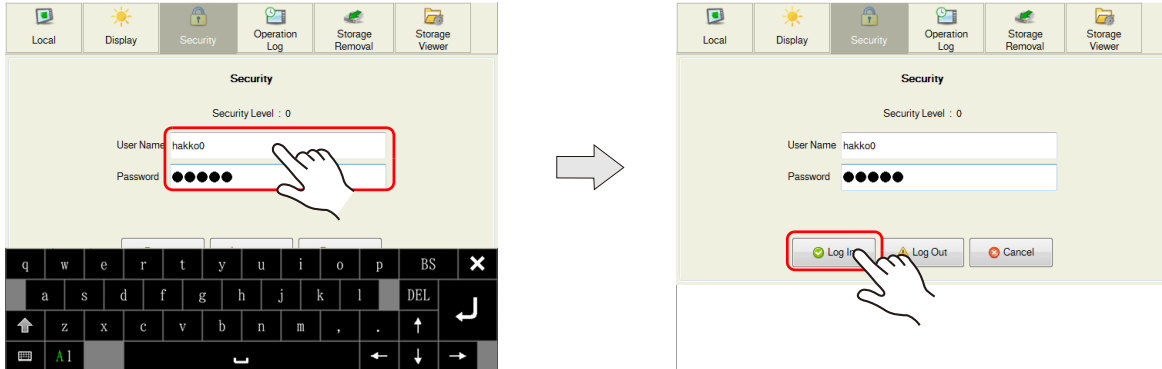 Local Display Security Operation Log Storage Removal Storage Viewer
Security
Security Level : 0
User Name hakko0
Password ●●●●●
q w e r t y u i o p BS ×
a s d f g h j k l DEL
z x c v b n m , . ↑
A1 ← ↓ →
Local Display Security Operation Log Storage Removal Storage Viewer
Security
Security Level : 0
User Name hakko0
Password ●●●●●
Log In Log Out Cancel